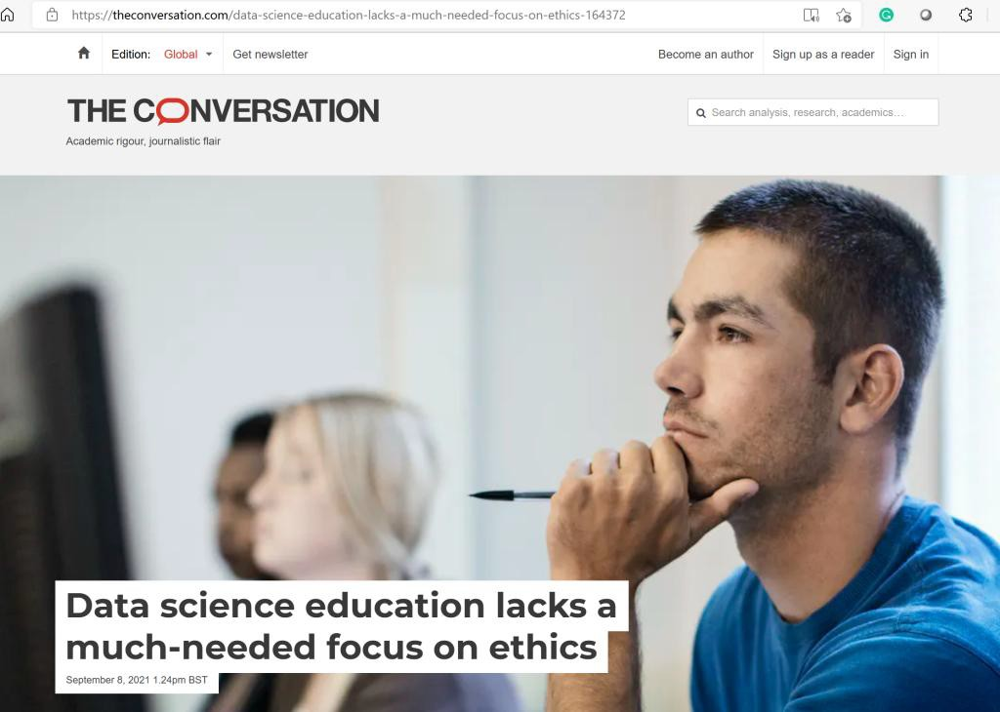 https://theconversation.com/data-science-education-lacks-a-much-needed-focus-on-ethics-164372
Edition: Global Get newsletter Become an author Sign up as a reader Sign in
THE CONVERSATION
Search analysis, research, academics…
Academic rigour, journalistic flair
Data science education lacks a
much-needed focus on ethics
September 8, 2021 1.24pm BST